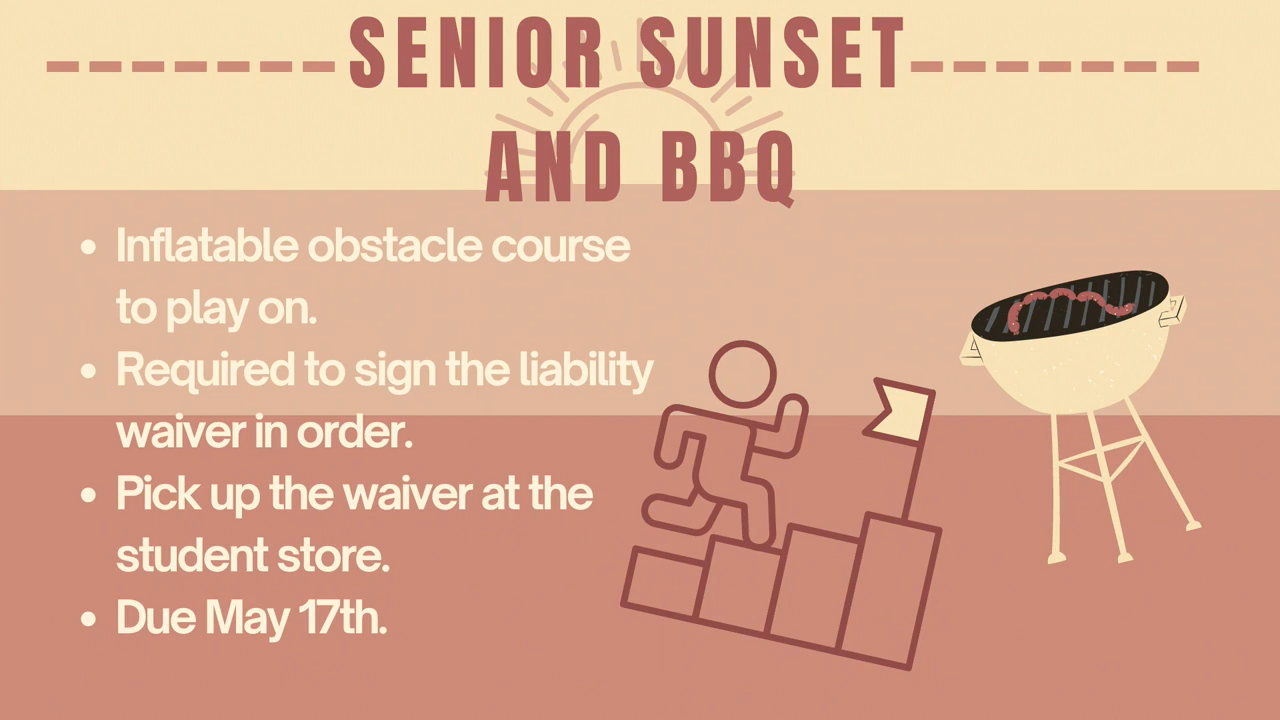 SENIOR SUNSET
AND BBQ
• Inflatable obstacle course
to play on.
• Required to sign the liability
waiver in order.
• Pick up the waiver at the
student store.
• Due May 17th.